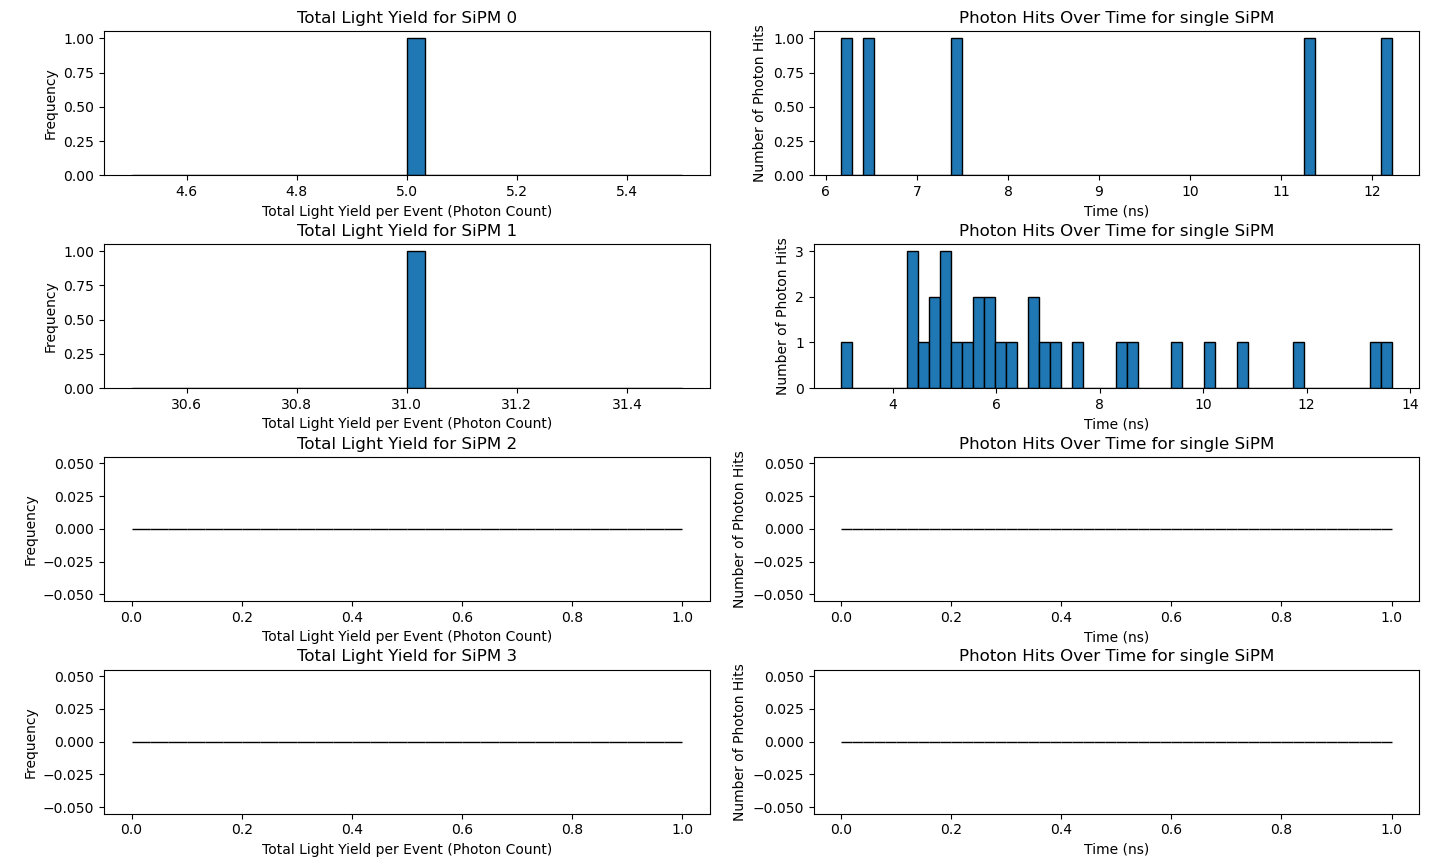 Total Light Yield for SiPM 0
Frequency
1.00
0.75
0.50
0.25
0.00
4.6 4.8 5.0 5.2 5.4
Total Light Yield per Event (Photon Count)
Photon Hits Over Time for single SiPM
Number of Photon Hits
1.00
0.75
0.50
0.25
0.00
6 7 8 9 10 11 12
Time (ns)
Total Light Yield for SiPM 1
Frequency
1.00
0.75
0.50
0.25
0.00
30.6 30.8 31.0 31.2 31.4
Total Light Yield per Event (Photon Count)
Photon Hits Over Time for single SiPM
Number of Photon Hits
3
2
1
0
4 6 8 10 12 14
Time (ns)
Total Light Yield for SiPM 2
Frequency
0.050
0.025
0.000
−0.025
−0.050
0.0 0.2 0.4 0.6 0.8 1.0
Total Light Yield per Event (Photon Count)
Photon Hits Over Time for single SiPM
Number of Photon Hits
0.050
0.025
0.000
−0.025
−0.050
0.0 0.2 0.4 0.6 0.8 1.0
Time (ns)
Total Light Yield for SiPM 3
Frequency
0.050
0.025
0.000
−0.025
−0.050
0.0 0.2 0.4 0.6 0.8 1.0
Total Light Yield per Event (Photon Count)
Photon Hits Over Time for single SiPM
Number of Photon Hits
0.050
0.025
0.000
−0.025
−0.050
0.0 0.2 0.4 0.6 0.8 1.0
Time (ns)